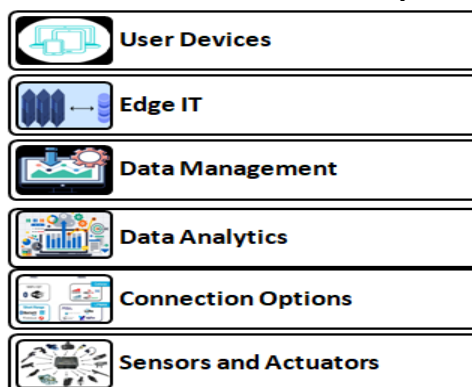 User Devices
Edge IT
Data Management
Data Analytics
Connection Options
Sensors and Actuators